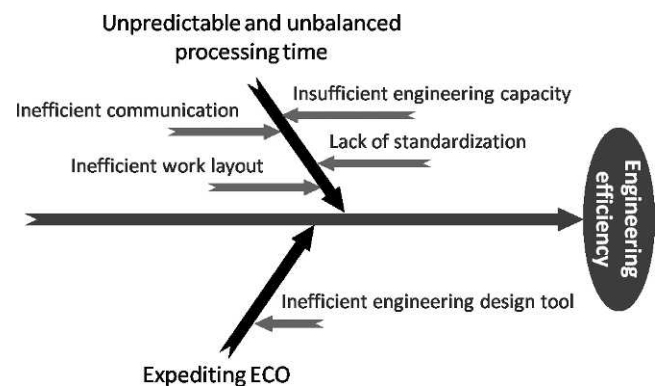 Unpredictable and unbalanced
processing time
Insufficient engineering capacity
Inefficient communication
Lack of standardization
Inefficient work layout
Engineering
efficiency
Inefficient engineering design tool
Expediting ECO